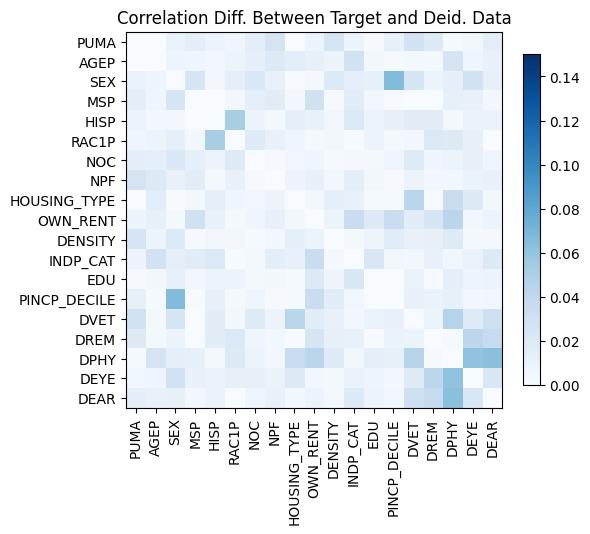 Correlation Diff. Between Target and Deid. Data
PUMA
AGEP
SEX
MSP
HISP
RAC1P
NOC
NPF
HOUSING_TYPE
OWN_RENT
DENSITY
INDP_CAT
EDU
PINCP_DECILE
DVET
DREM
DPHY
DEYE
DEAR
PUMA
AGEP
SEX
MSP
HISP
RAC1P
NOC
NPF
HOUSING_TYPE
OWN_RENT
DENSITY
INDP_CAT
EDU
PINCP_DECILE
DVET
DREM
DPHY
DEYE
DEAR
0.14
0.12
0.10
0.08
0.06
0.04
0.02
0.00